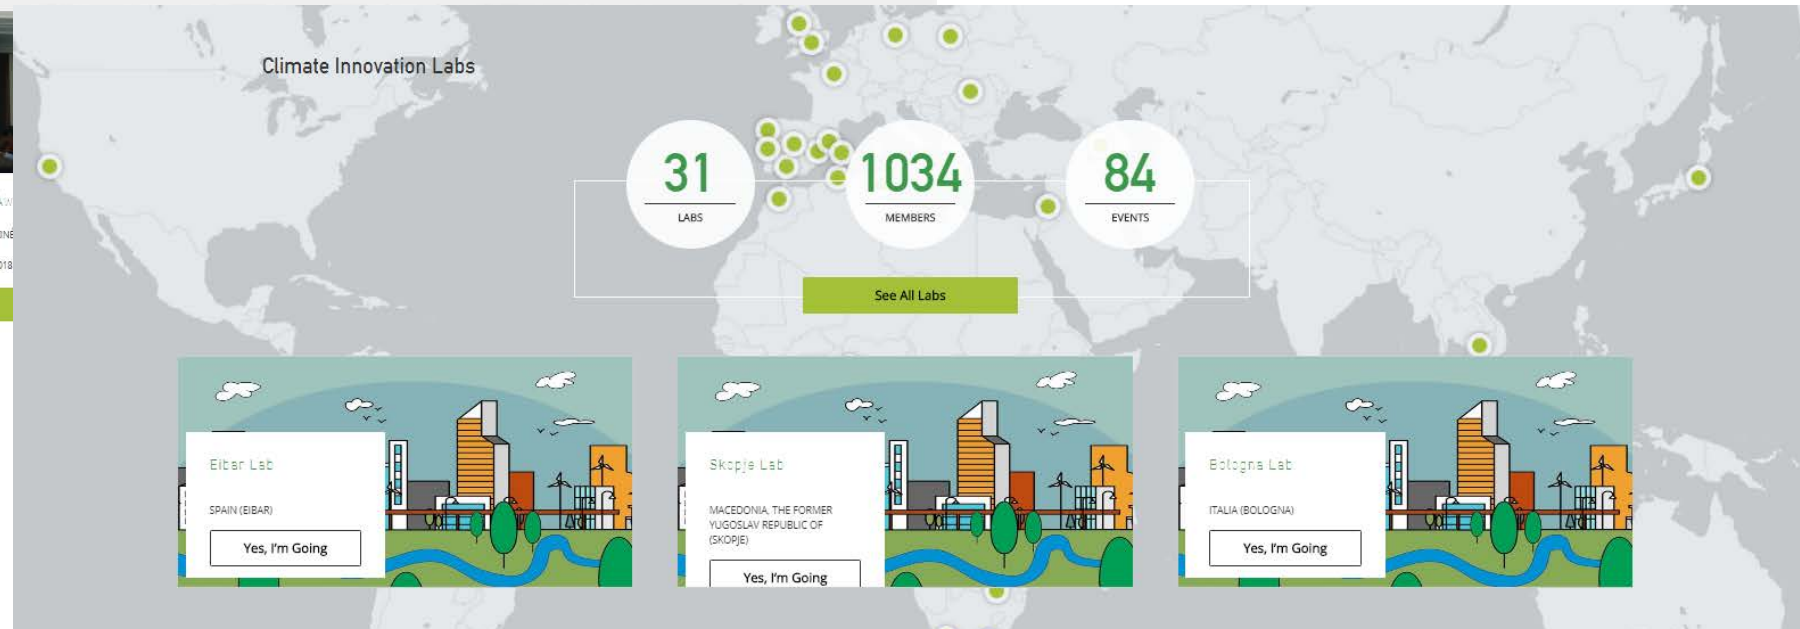 Climate Innovation Labs
31
LABS
1034
MEMBERS
84
EVENTS
See All Labs
Eibar Lab
SPAIN (EIBAR)
Yes, I'm Going
Skopje Lab
MACEDONIA, THE FORMER
YUGOSLAV REPUBLIC OF
(SKOPJE)
Yes, I'm Going
Bologna Lab
ITALIA (BOLOGNA)
Yes, I'm Going